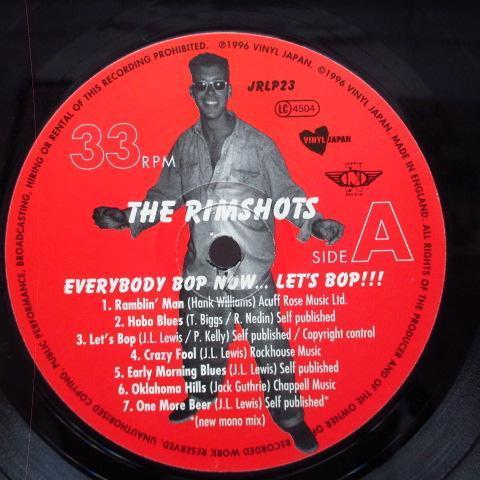 JRLP23
LC 4504
33 RPM
VINYL JAPAN
THE RIMSHOTS
SIDE A
EVERYBODY BOP NOW... LET'S BOP!!!
1. Ramblin' Man (Hank Williams) Acuff Rose Music Ltd.
2. Hobo Blues (T. Biggs / R. Nedin) Self published
3. Let's Bop (J.L. Lewis / P. Kelly) Self published / Copyright control
4. Crazy Fool (J.L. Lewis) Rockhouse Music
5. Early Morning Blues (J.L. Lewis) Self published
6. Oklahoma Hills (Jack Guthrie) Chappell Music
7. One More Beer (J.L. Lewis) Self published*
*(new mono mix)
℗1996 VINYL JAPAN. ©1996 VINYL JAPAN. MADE IN ENGLAND. ALL RIGHTS OF THE PRODUCER AND OF THE OWNER OF RECORDED WORK RESERVED. UNAUTHORISED COPYING, PUBLIC PERFORMANCE, BROADCASTING, HIRING OR RENTAL OF THIS RECORDING PROHIBITED.